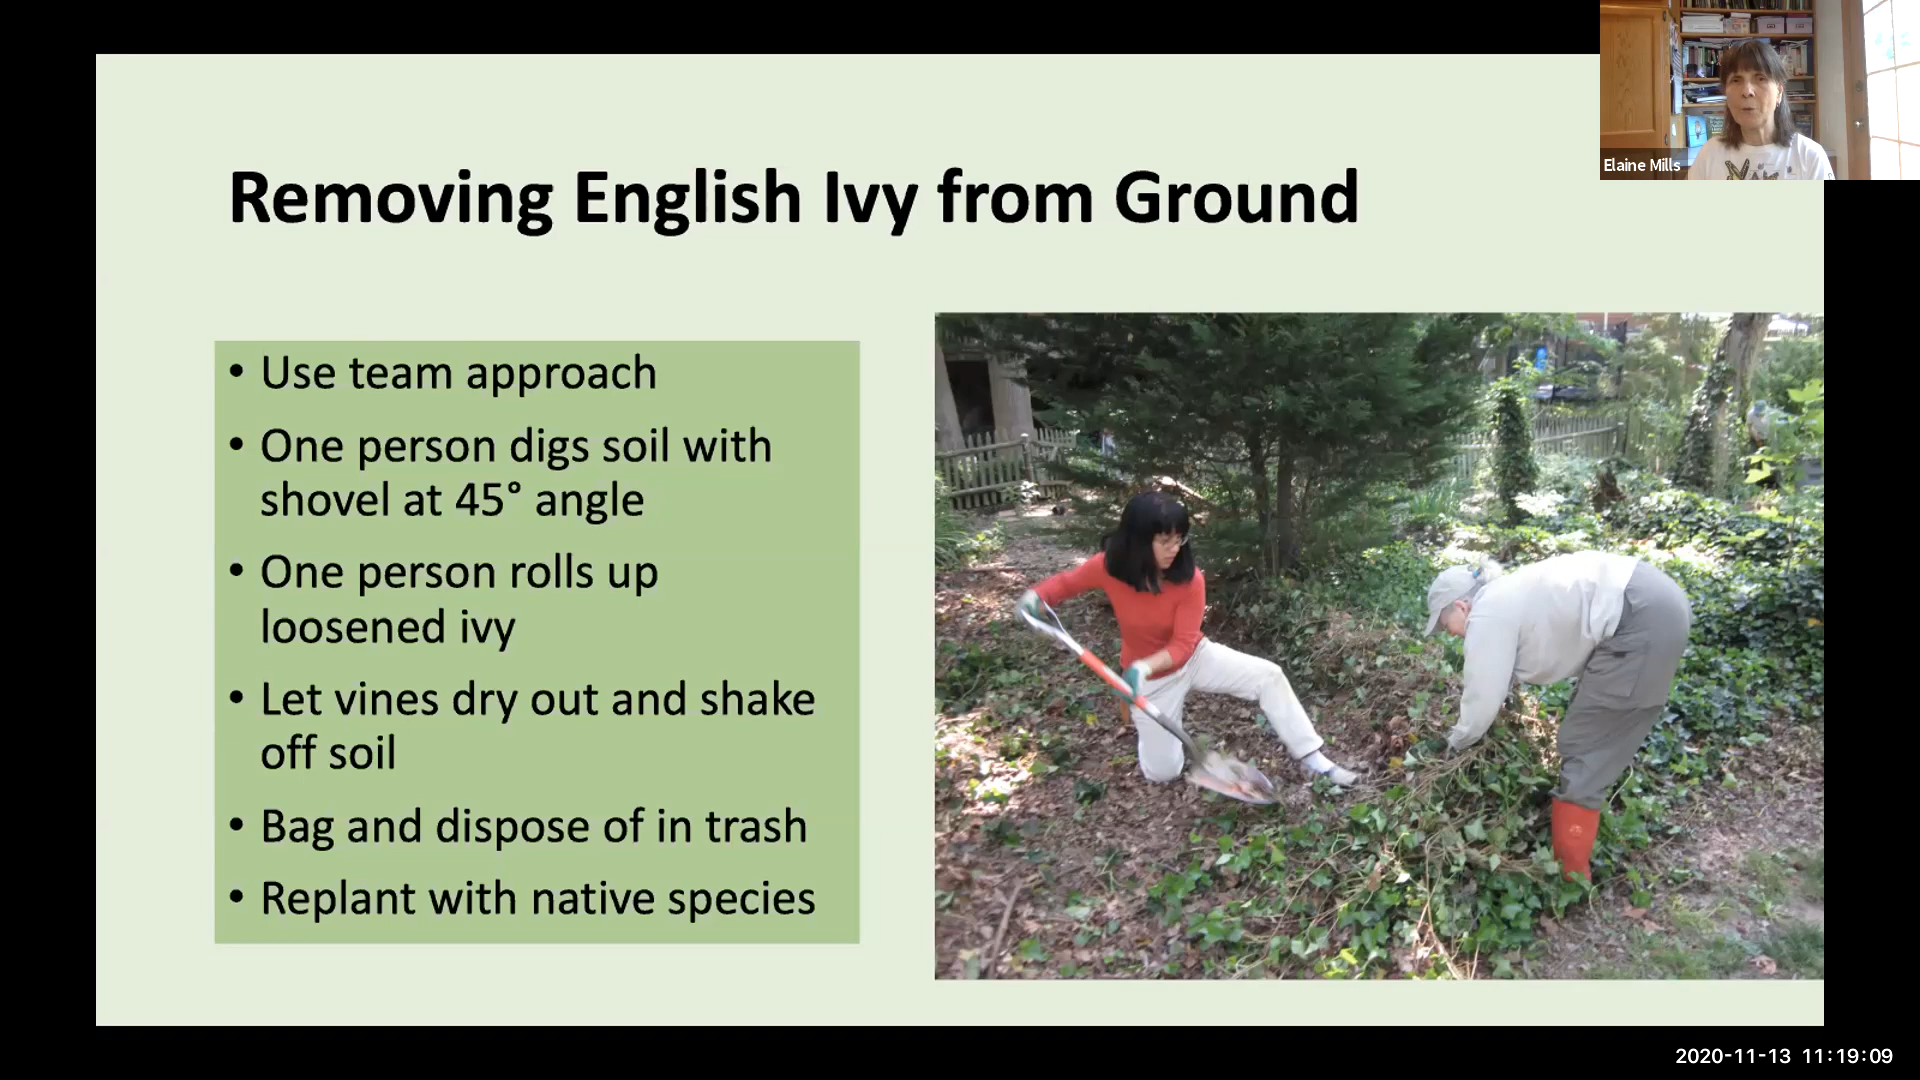 Elaine Mills
Removing English Ivy from Ground
• Use team approach
• One person digs soil with
shovel at 45° angle
• One person rolls up
loosened ivy
• Let vines dry out and shake
off soil
• Bag and dispose of in trash
• Replant with native species
2020-11-13 11:19:09